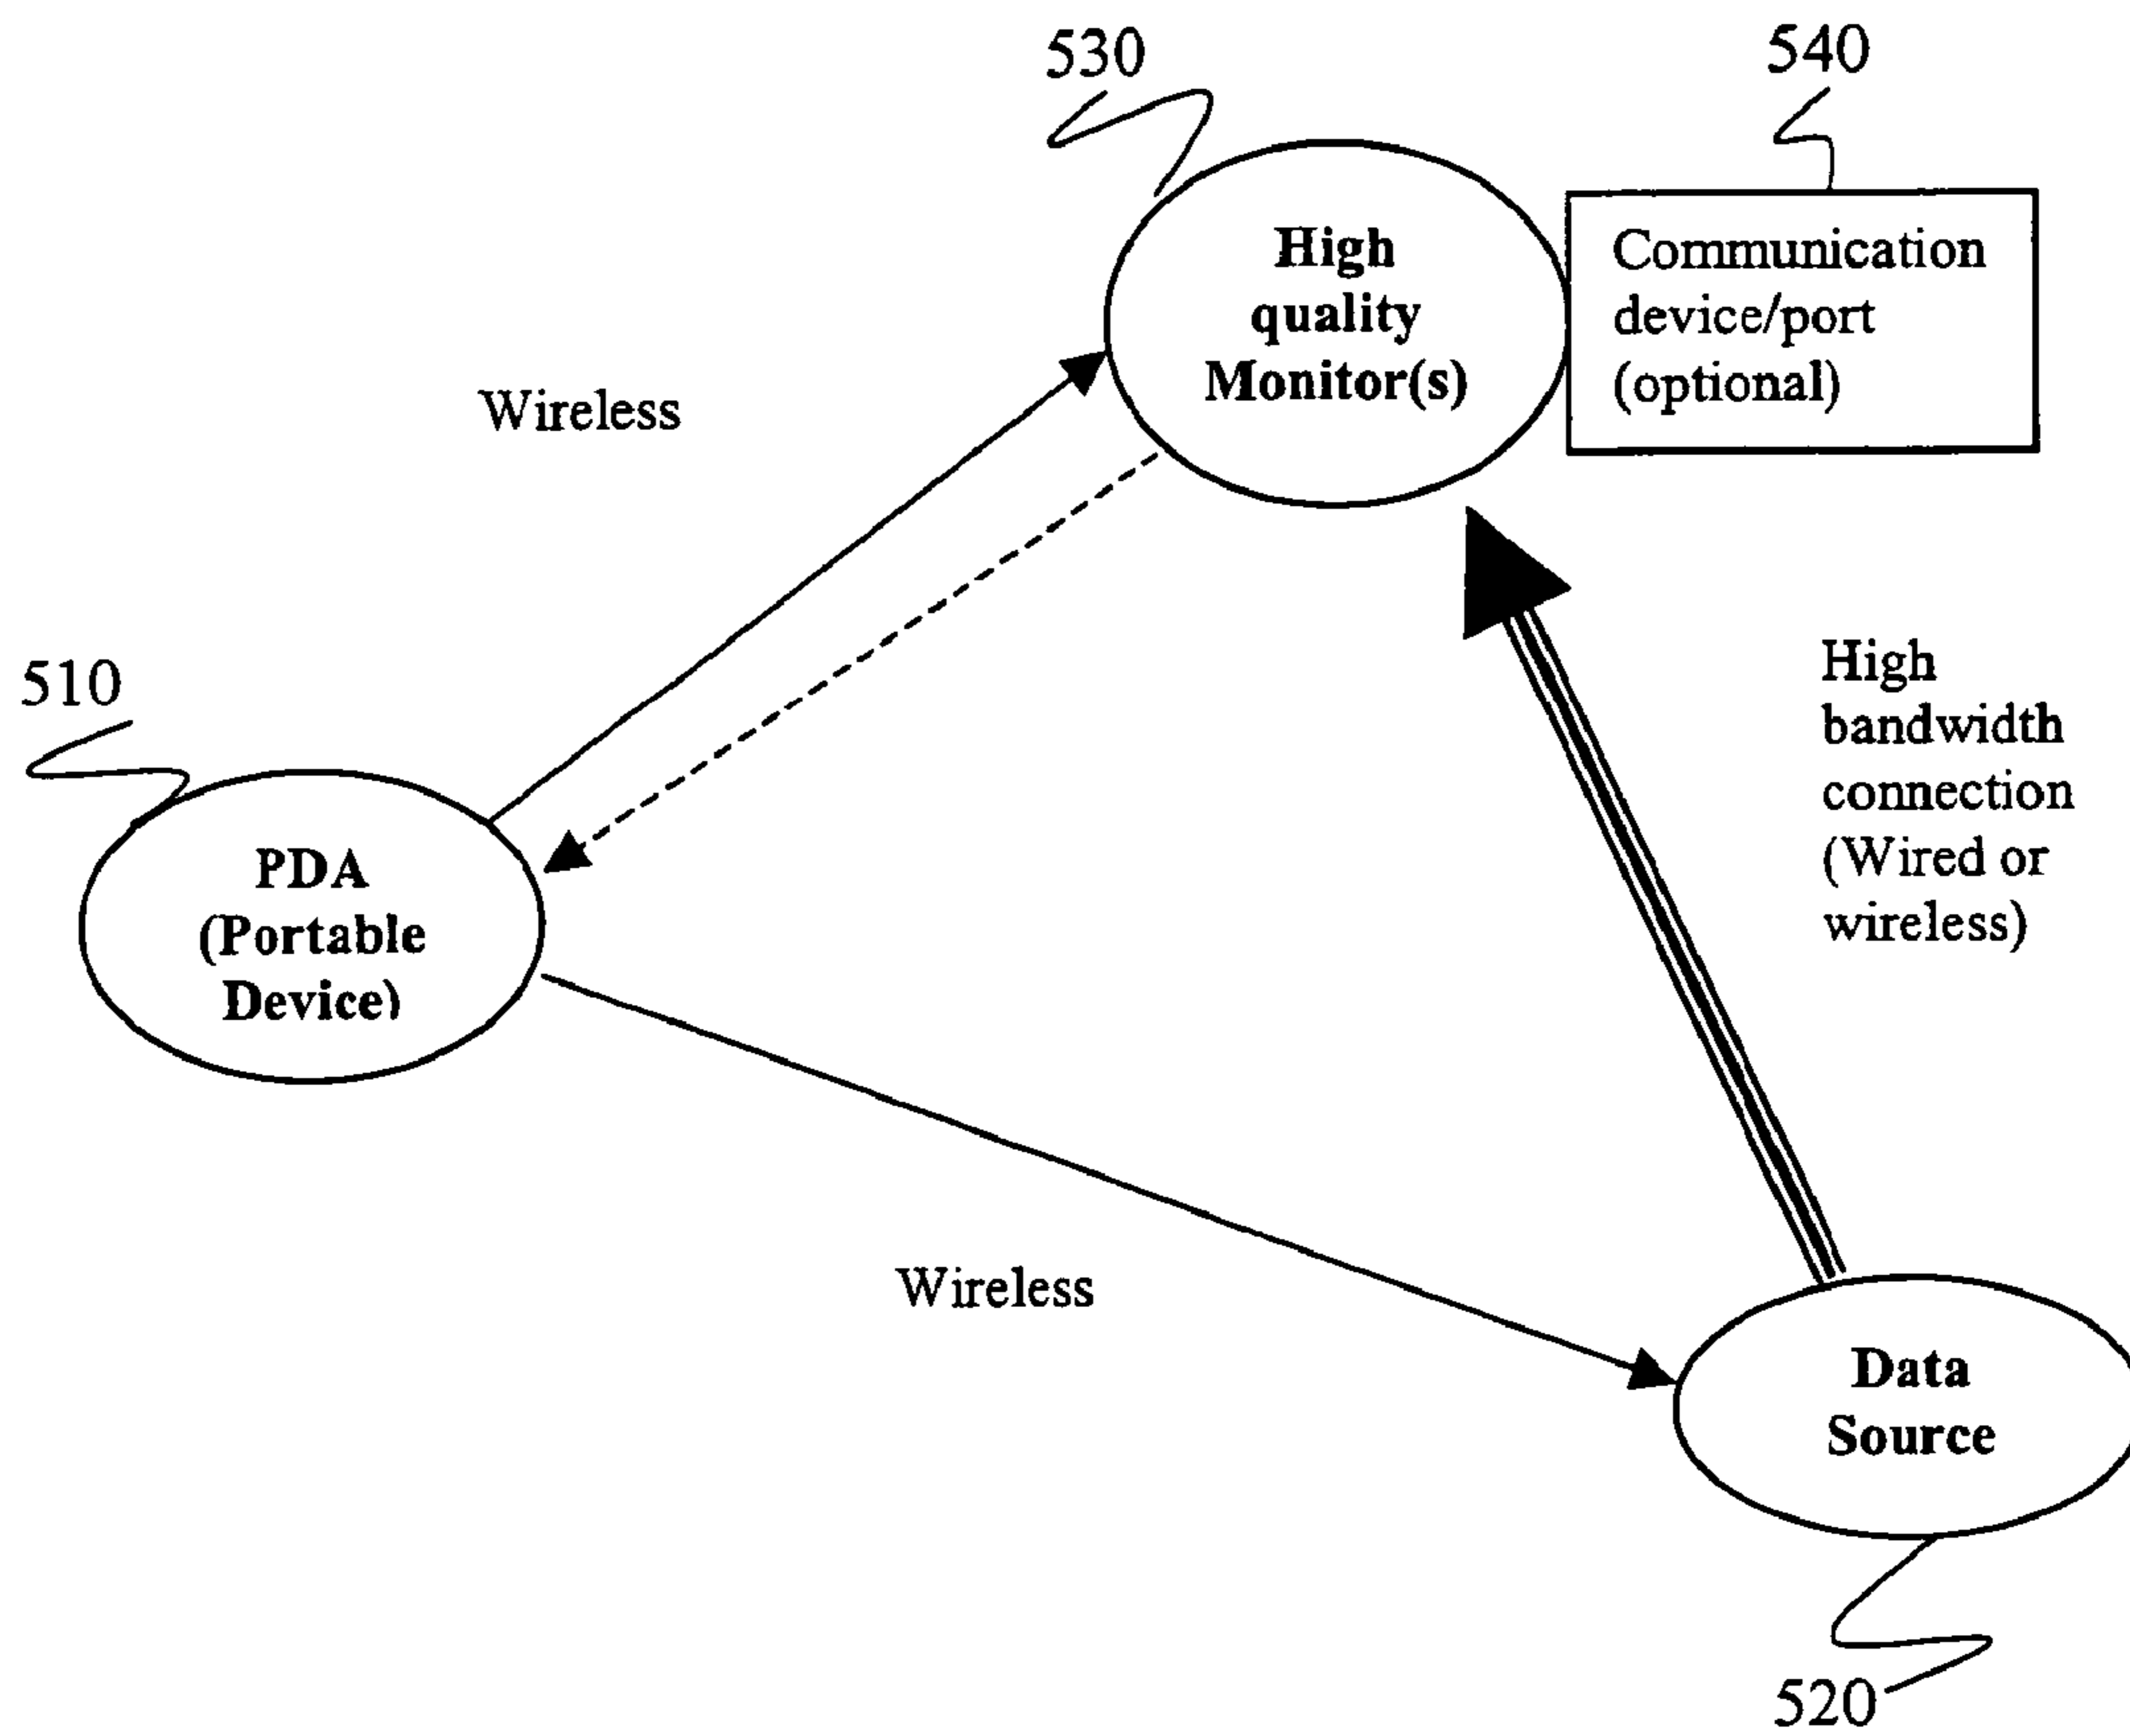 530
540
High
quality
Monitor(s)
Communication
device/port
(optional)
Wireless
High
bandwidth
connection
(Wired or
wireless)
510
PDA
(Portable
Device)
Wireless
Data
Source
520